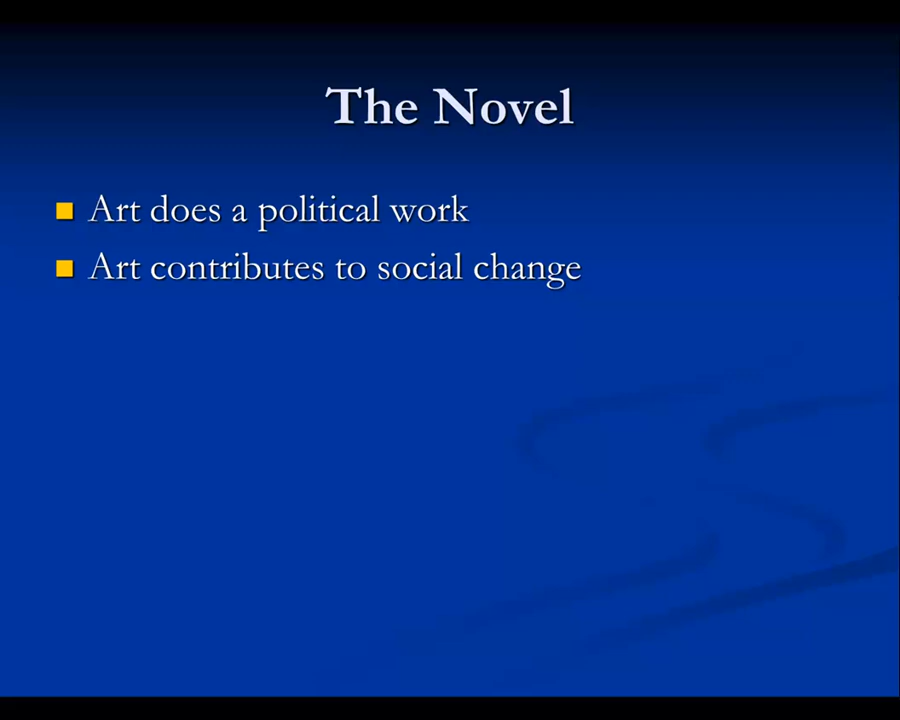 The Novel
Art does a political work
Art contributes to social change